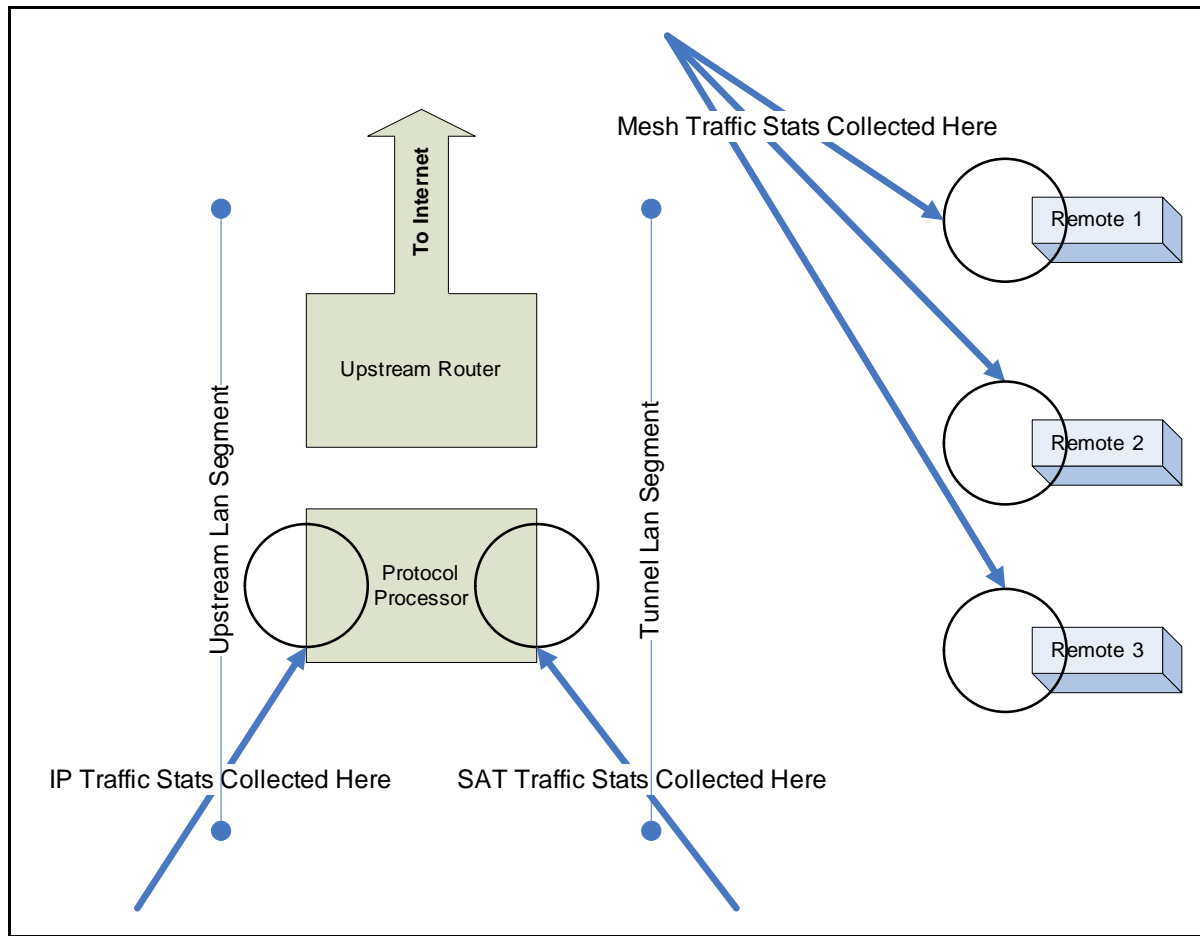 Mesh Traffic Stats Collected Here
To Internet
Remote 1
Upstream Router
Upstream Lan Segment
Tunnel Lan Segment
Remote 2
Protocol
Processor
Remote 3
IP Traffic Stats Collected Here
SAT Traffic Stats Collected Here